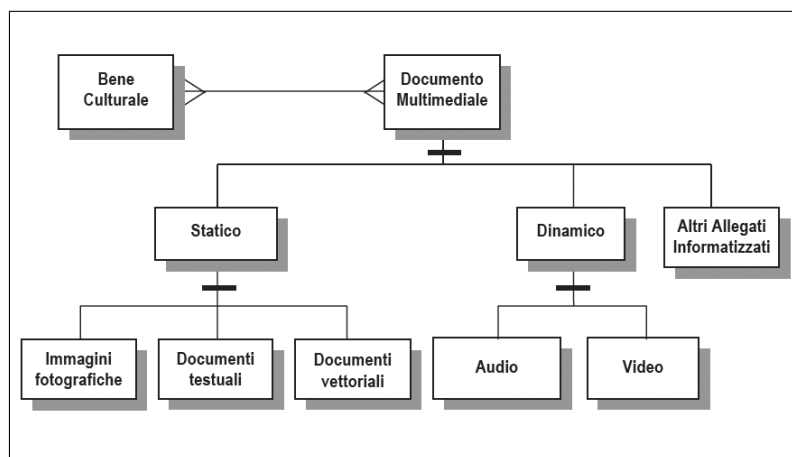 Bene
Culturale
Documento
Multimediale
Statico
Dinamico
Altri Allegati
Informatizzati
Immagini
fotografiche
Documenti
testuali
Documenti
vettoriali
Audio
Video